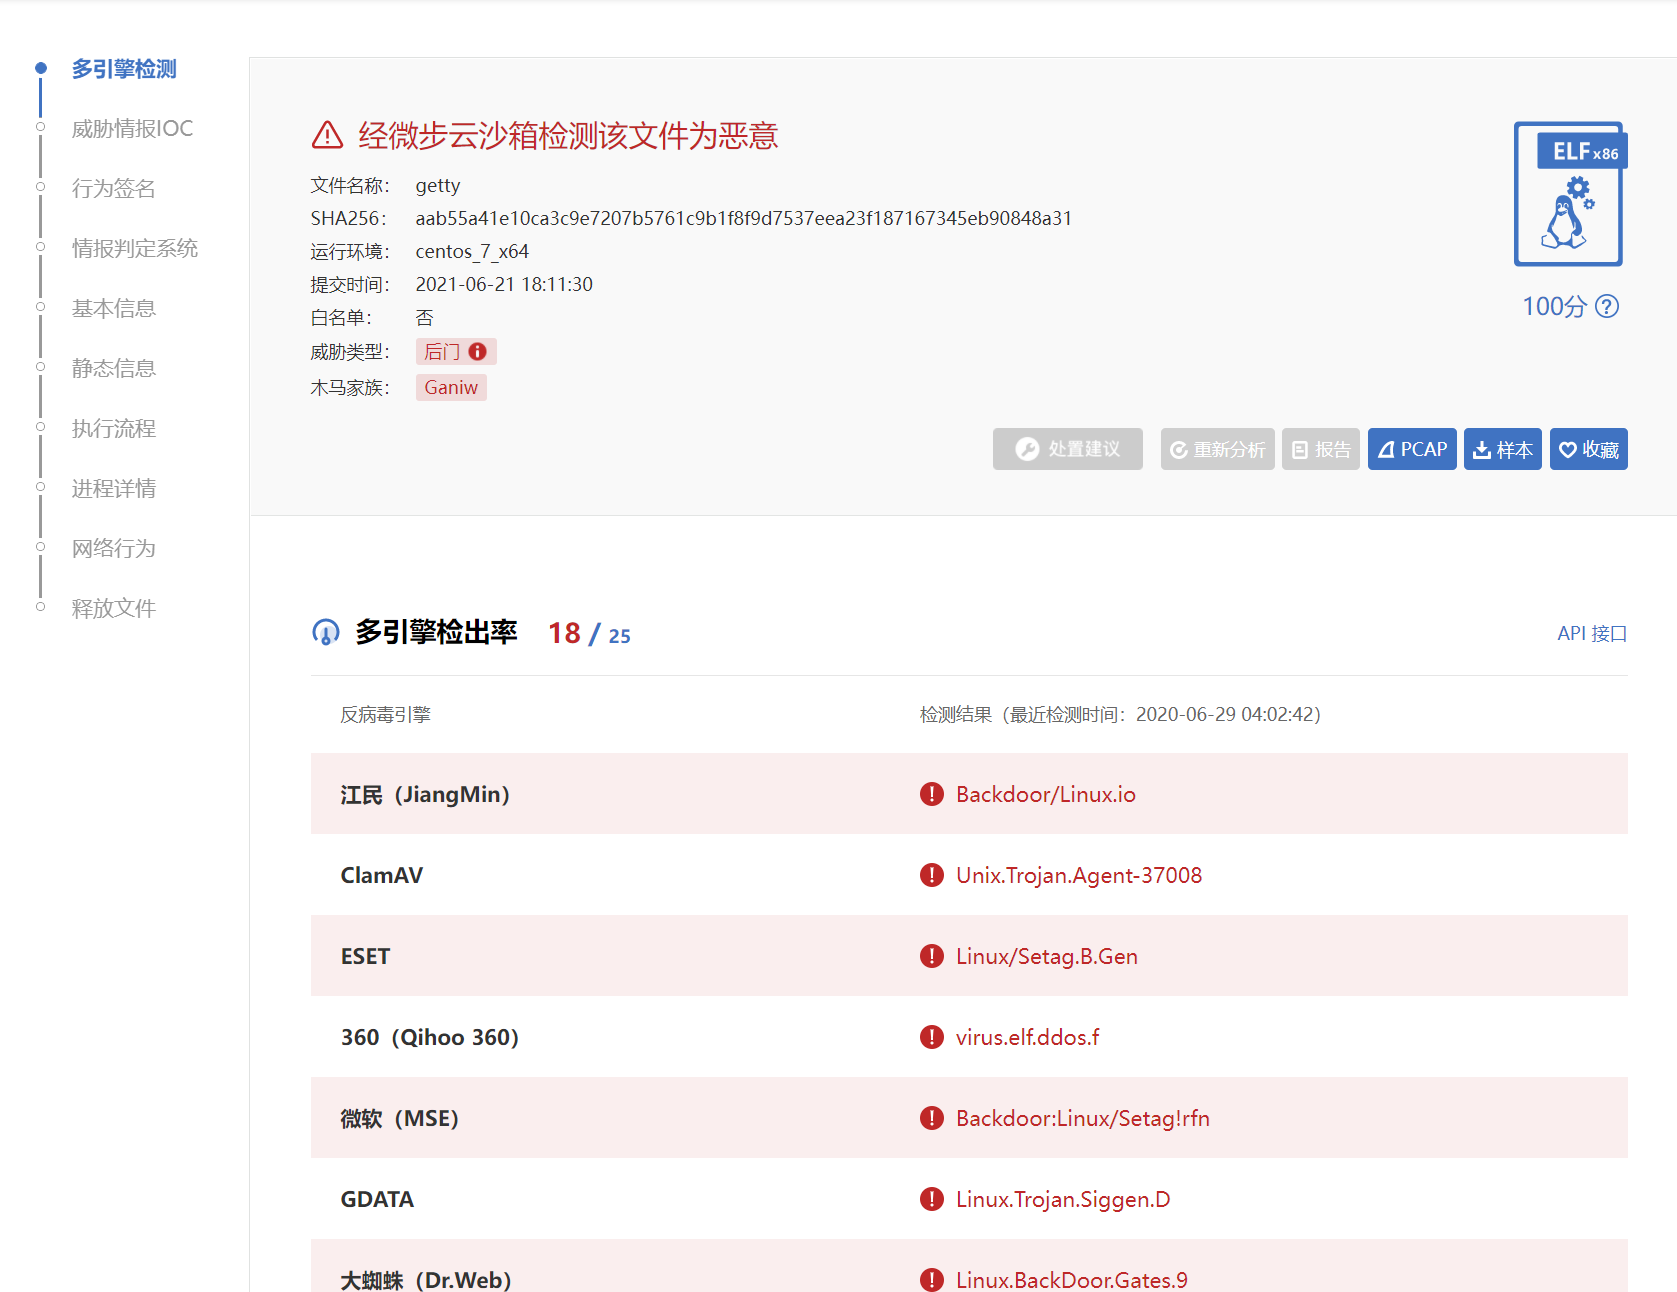 多引擎检测
威胁情报IOC
行为签名
情报判定系统
基本信息
静态信息
执行流程
进程详情
网络行为
释放文件
经微步云沙箱检测该文件为恶意
文件名称： getty
SHA256： aab55a41e10ca3c9e7207b5761c9b1f8f9d7537eea23f187167345eb90848a31
运行环境： centos_7_x64
提交时间： 2021-06-21 18:11:30
白名单： 否
威胁类型： 后门
木马家族： Ganiw
ELF x86
100分
处置建议 重新分析 报告 PCAP 样本 收藏
多引擎检出率 18 / 25 API 接口
反病毒引擎 检测结果（最近检测时间：2020-06-29 04:02:42）
江民（JiangMin） Backdoor/Linux.io
ClamAV Unix.Trojan.Agent-37008
ESET Linux/Setag.B.Gen
360（Qihoo 360） virus.elf.ddos.f
微软（MSE） Backdoor:Linux/Setag!rfn
GDATA Linux.Trojan.Siggen.D
大蜘蛛（Dr.Web） Linux.BackDoor.Gates.9